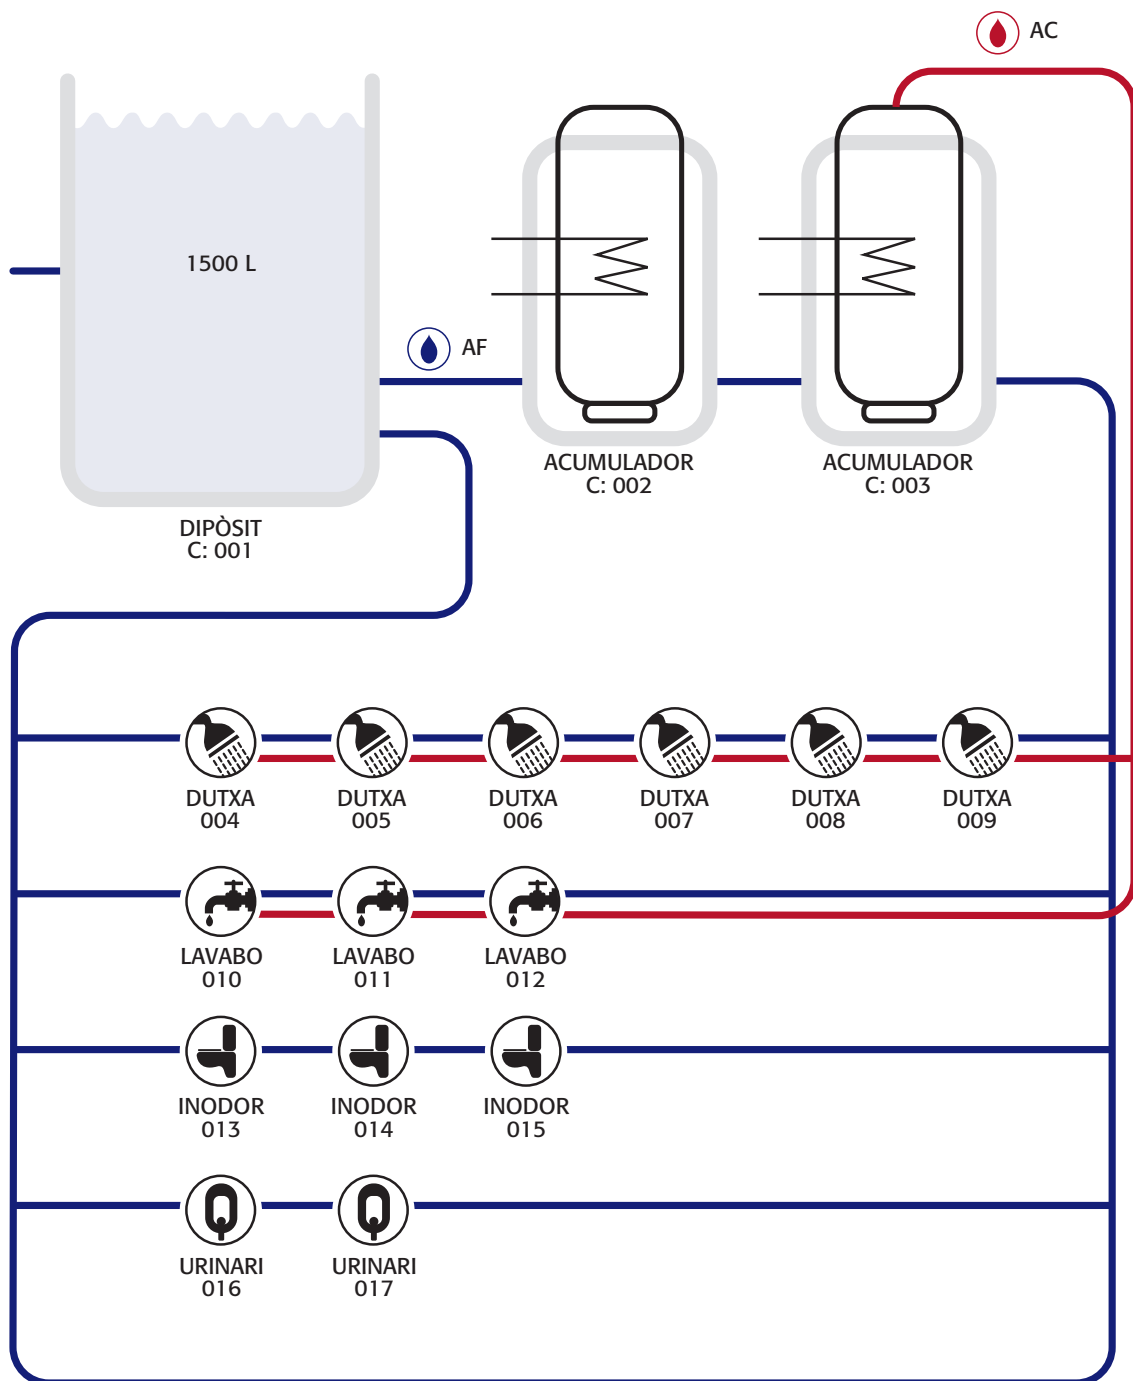 AC
1500 L
AF
ACUMULADOR
C: 002
ACUMULADOR
C: 003
DIPÒSIT
C: 001
DUTXA
004
DUTXA
005
DUTXA
006
DUTXA
007
DUTXA
008
DUTXA
009
LAVABO
010
LAVABO
011
LAVABO
012
INODOR
013
INODOR
014
INODOR
015
URINARI
016
URINARI
017